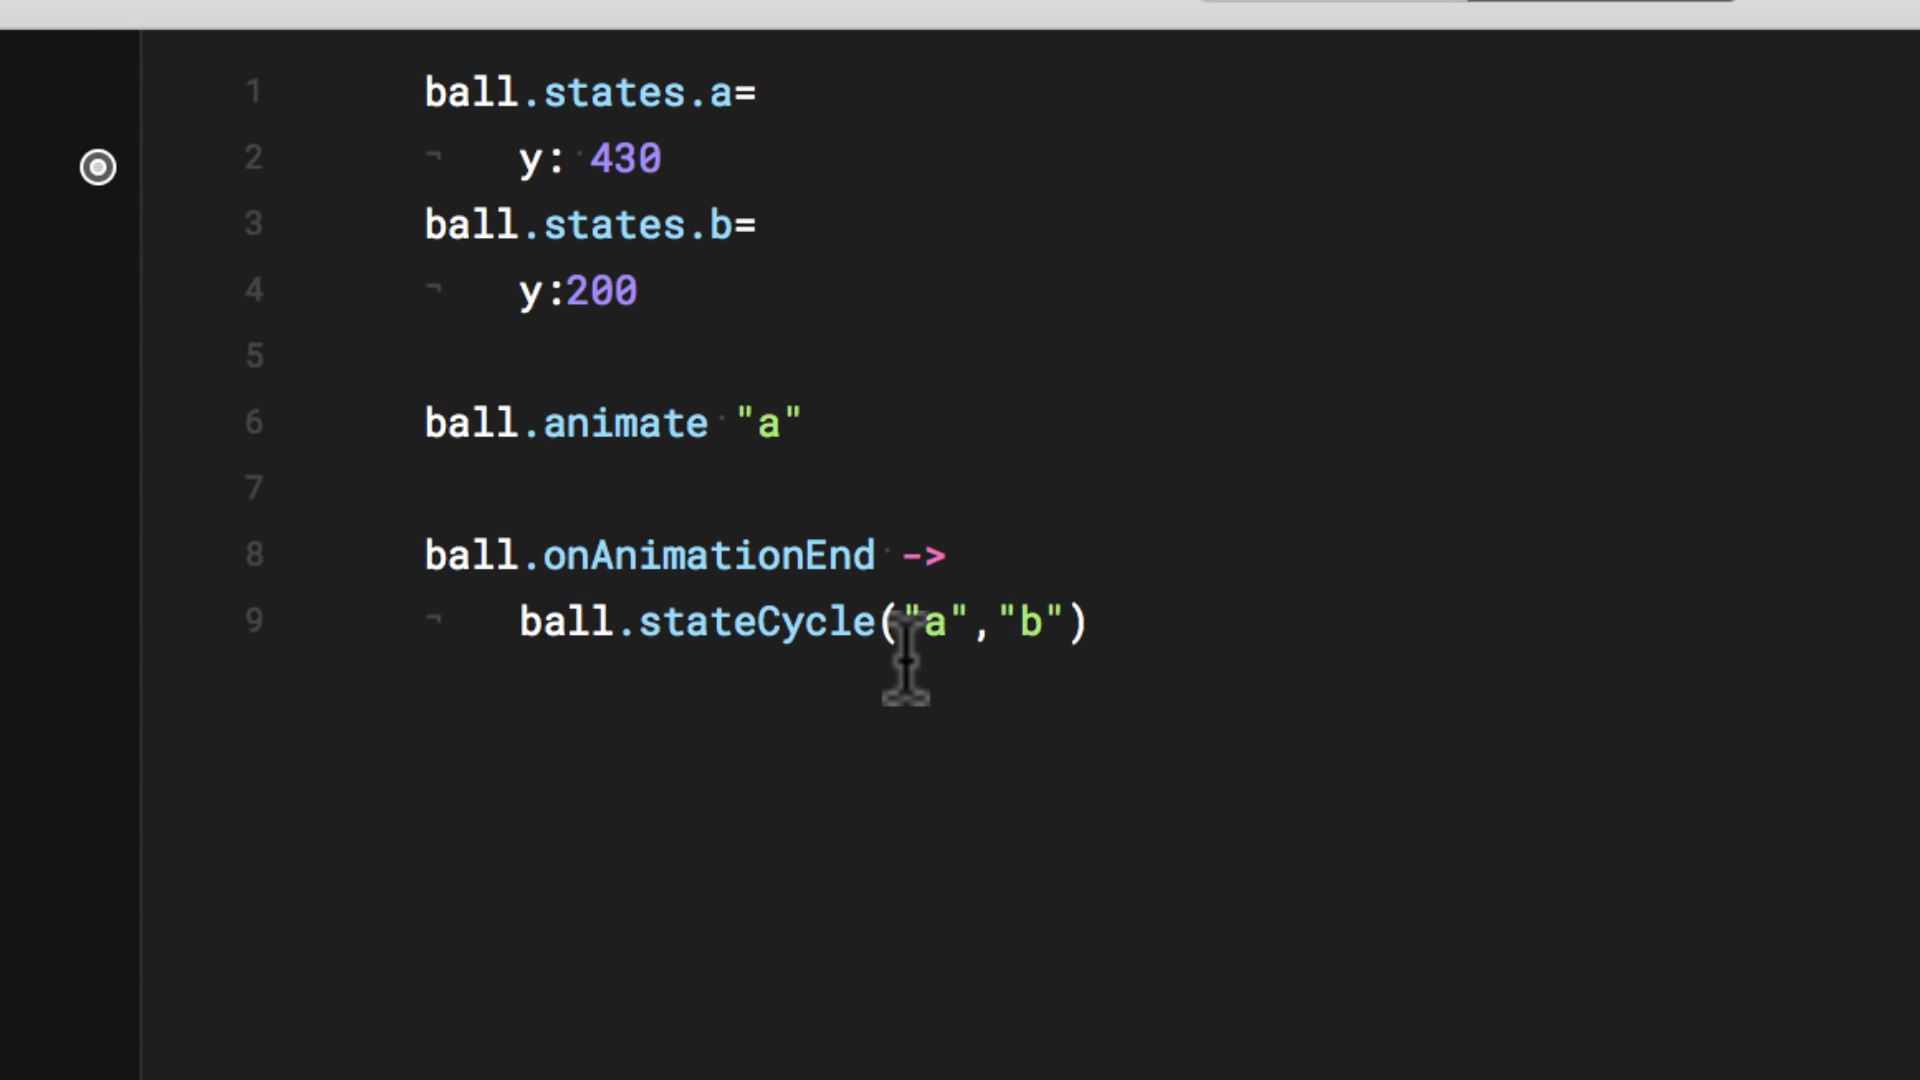 1 ball.states.a=
2 ¬ y: 430
3 ball.states.b=
4 ¬ y:200
5
6 ball.animate "a"
7
8 ball.onAnimationEnd ->
9 ¬ ball.stateCycle("a","b")